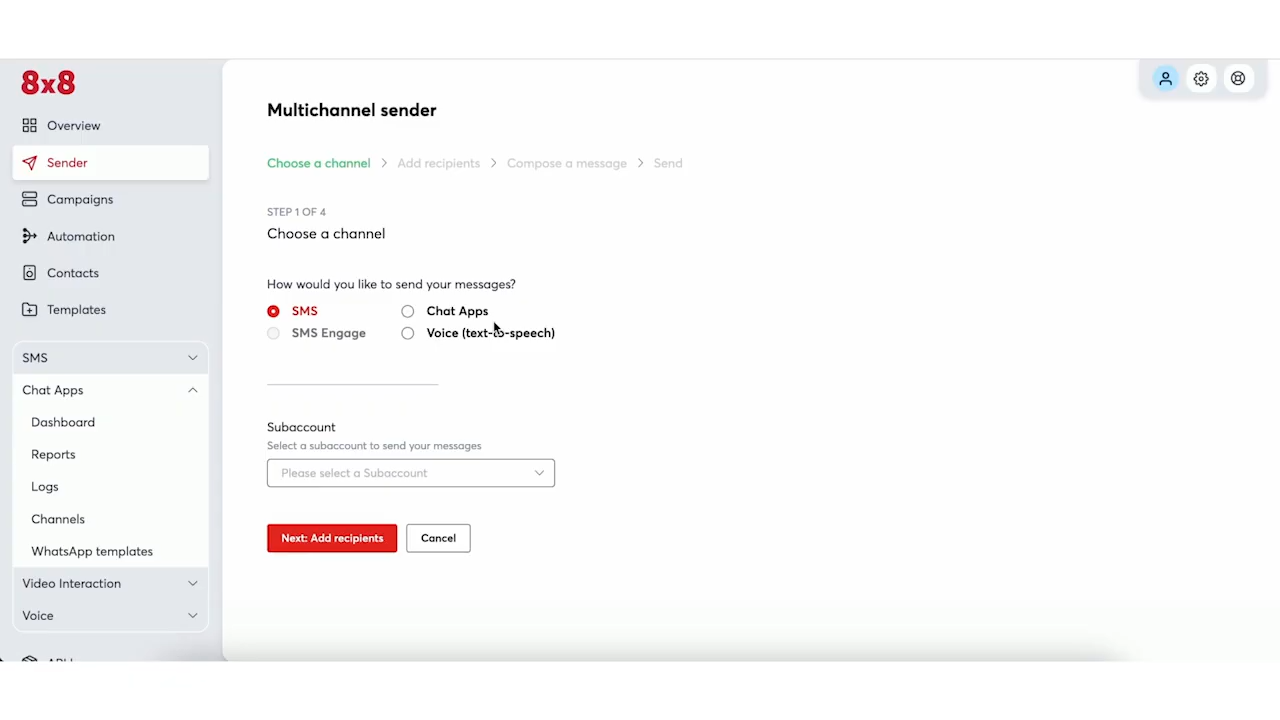 8x8
Overview
Sender
Campaigns
Automation
Contacts
Templates
SMS
Chat Apps
Dashboard
Reports
Logs
Channels
WhatsApp templates
Video Interaction
Voice
Multichannel sender
Choose a channel > Add recipients > Compose a message > Send
STEP 1 OF 4
Choose a channel
How would you like to send your messages?
SMS Chat Apps
SMS Engage Voice (text-to-speech)
Subaccount
Select a subaccount to send your messages
Please select a Subaccount
Next: Add recipients Cancel